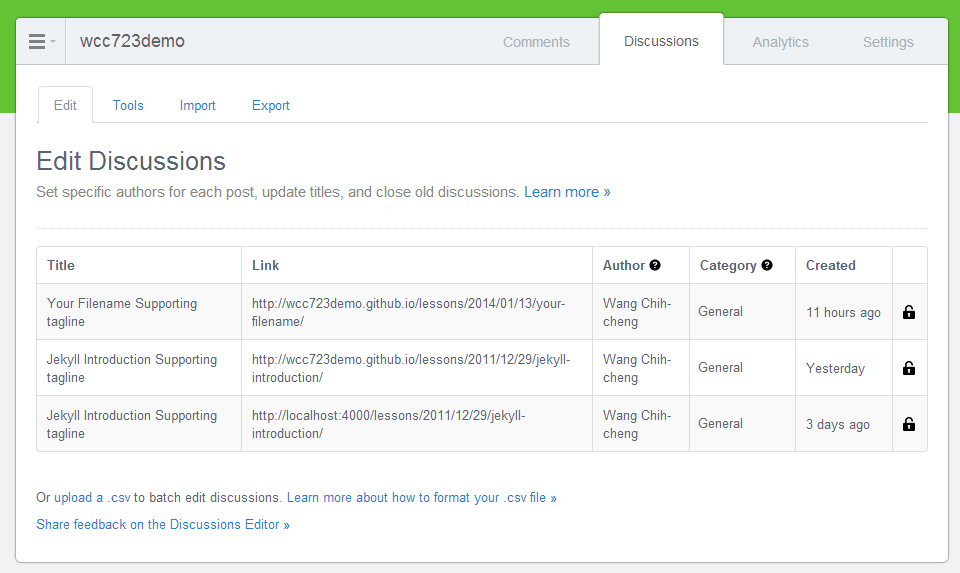 wcc723demo
Comments
Discussions
Analytics
Settings
Edit
Tools
Import
Export
Edit Discussions
Set specific authors for each post, update titles, and close old discussions. Learn more »
Title
Link
Author ?
Category ?
Created
Your Filename Supporting
tagline
http://wcc723demo.github.io/lessons/2014/01/13/your-
filename/
Wang Chih-
cheng
General
11 hours ago
Jekyll Introduction Supporting
tagline
http://wcc723demo.github.io/lessons/2011/12/29/jekyll-
introduction/
Wang Chih-
cheng
General
Yesterday
Jekyll Introduction Supporting
tagline
http://localhost:4000/lessons/2011/12/29/jekyll-
introduction/
Wang Chih-
cheng
General
3 days ago
Or upload a .csv to batch edit discussions. Learn more about how to format your .csv file »
Share feedback on the Discussions Editor »